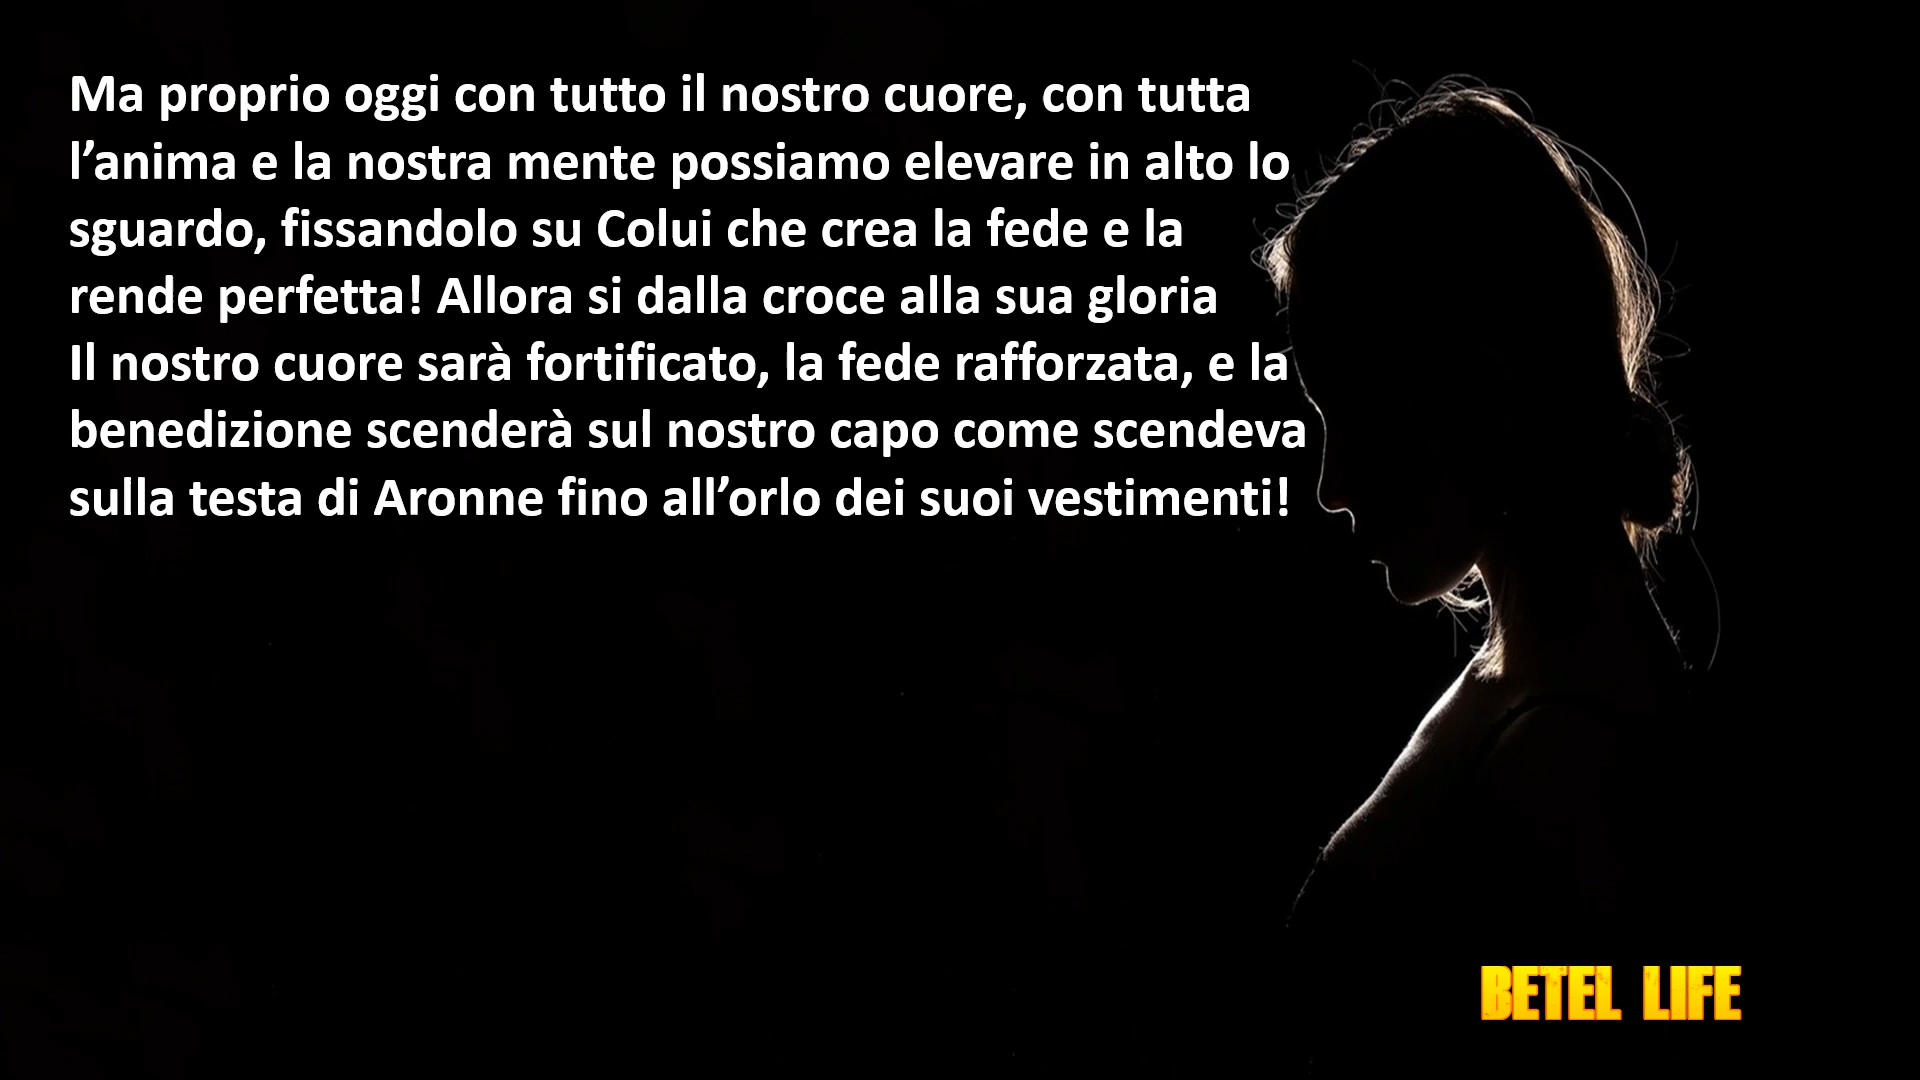 Ma proprio oggi con tutto il nostro cuore, con tutta
l’anima e la nostra mente possiamo elevare in alto lo
sguardo, fissandolo su Colui che crea la fede e la
rende perfetta! Allora si dalla croce alla sua gloria
Il nostro cuore sarà fortificato, la fede rafforzata, e la
benedizione scenderà sul nostro capo come scendeva
sulla testa di Aronne fino all’orlo dei suoi vestimenti!
BETEL LIFE